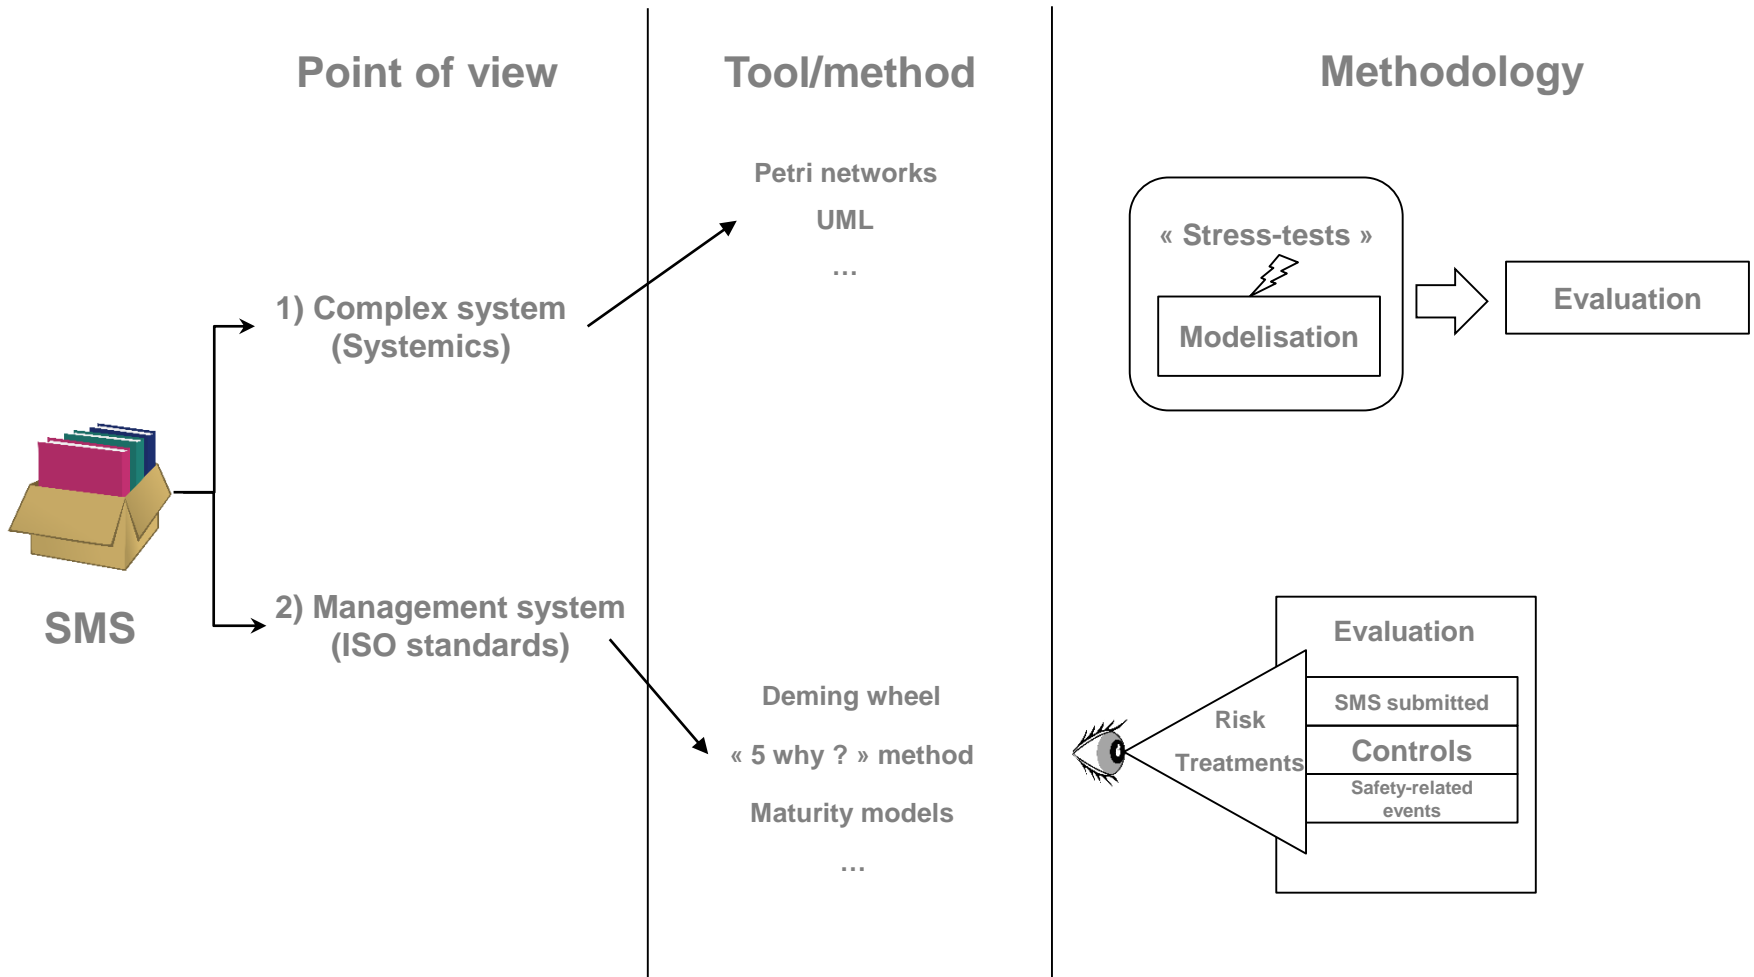 Point of view
Tool/method
Methodology
Petri networks
UML
...
« Stress-tests »
Modelisation
Evaluation
1) Complex system
(Systemics)
SMS
2) Management system
(ISO standards)
Deming wheel
« 5 why ? » method
Maturity models
...
Evaluation
Risk
Treatments
SMS submitted
Controls
Safety-related
events